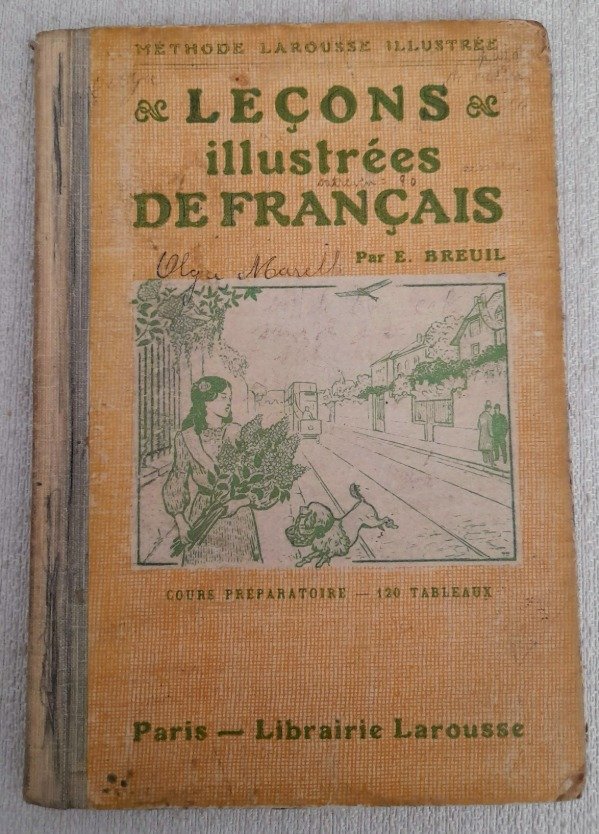 MÉTHODE LAROUSSE ILLUSTRÉE
LEÇONS
illustrées
DE FRANÇAIS
Par E. BREUIL
COURS PRÉPARATOIRE — 120 TABLEAUX
Paris — Librairie Larousse